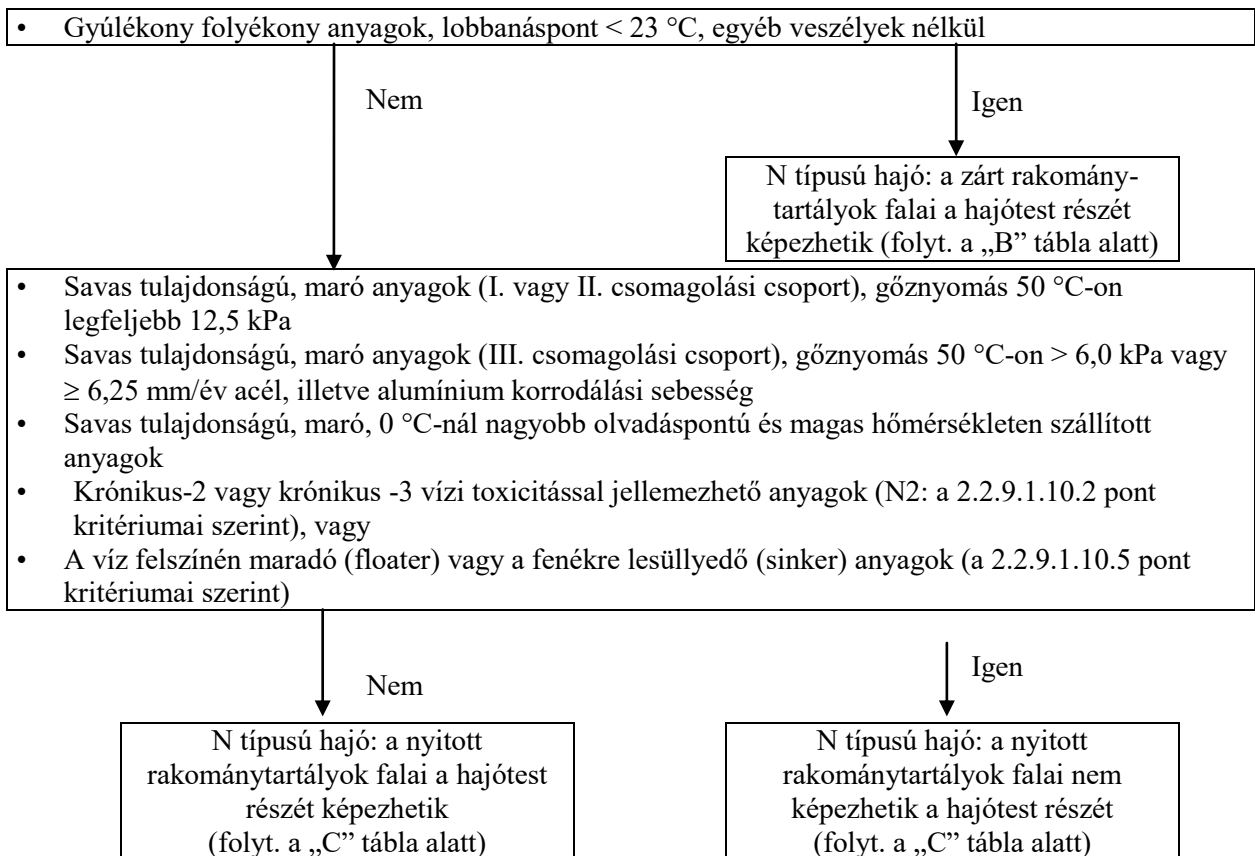 • Gyúlékony folyékony anyagok, lobbanáspont < 23 °C, egyéb veszélyek nélkül
Nem
Igen
N típusú hajó: a zárt rakomány-
tartályok falai a hajótest részét
képezhetik (folyt. a „B” tábla alatt)
• Savas tulajdonságú, maró anyagok (I. vagy II. csomagolási csoport), gőznyomás 50 °C-on
legfeljebb 12,5 kPa
• Savas tulajdonságú, maró anyagok (III. csomagolási csoport), gőznyomás 50 °C-on > 6,0 kPa vagy
≥ 6,25 mm/év acél, illetve alumínium korrodálási sebesség
• Savas tulajdonságú, maró, 0 °C-nál nagyobb olvadáspontú és magas hőmérsékleten szállított
anyagok
• Krónikus-2 vagy krónikus -3 vízi toxicitással jellemezhető anyagok (N2: a 2.2.9.1.10.2 pont
kritériumai szerint), vagy
• A víz felszínén maradó (floater) vagy a fenékre lesüllyedő (sinker) anyagok (a 2.2.9.1.10.5 pont
kritériumai szerint)
Nem
Igen
N típusú hajó: a nyitott
rakománytartályok falai a hajótest
részét képezhetik
(folyt. a „C” tábla alatt)
N típusú hajó: a nyitott
rakománytartályok falai nem
képezhetik a hajótest részét
(folyt. a „C” tábla alatt)